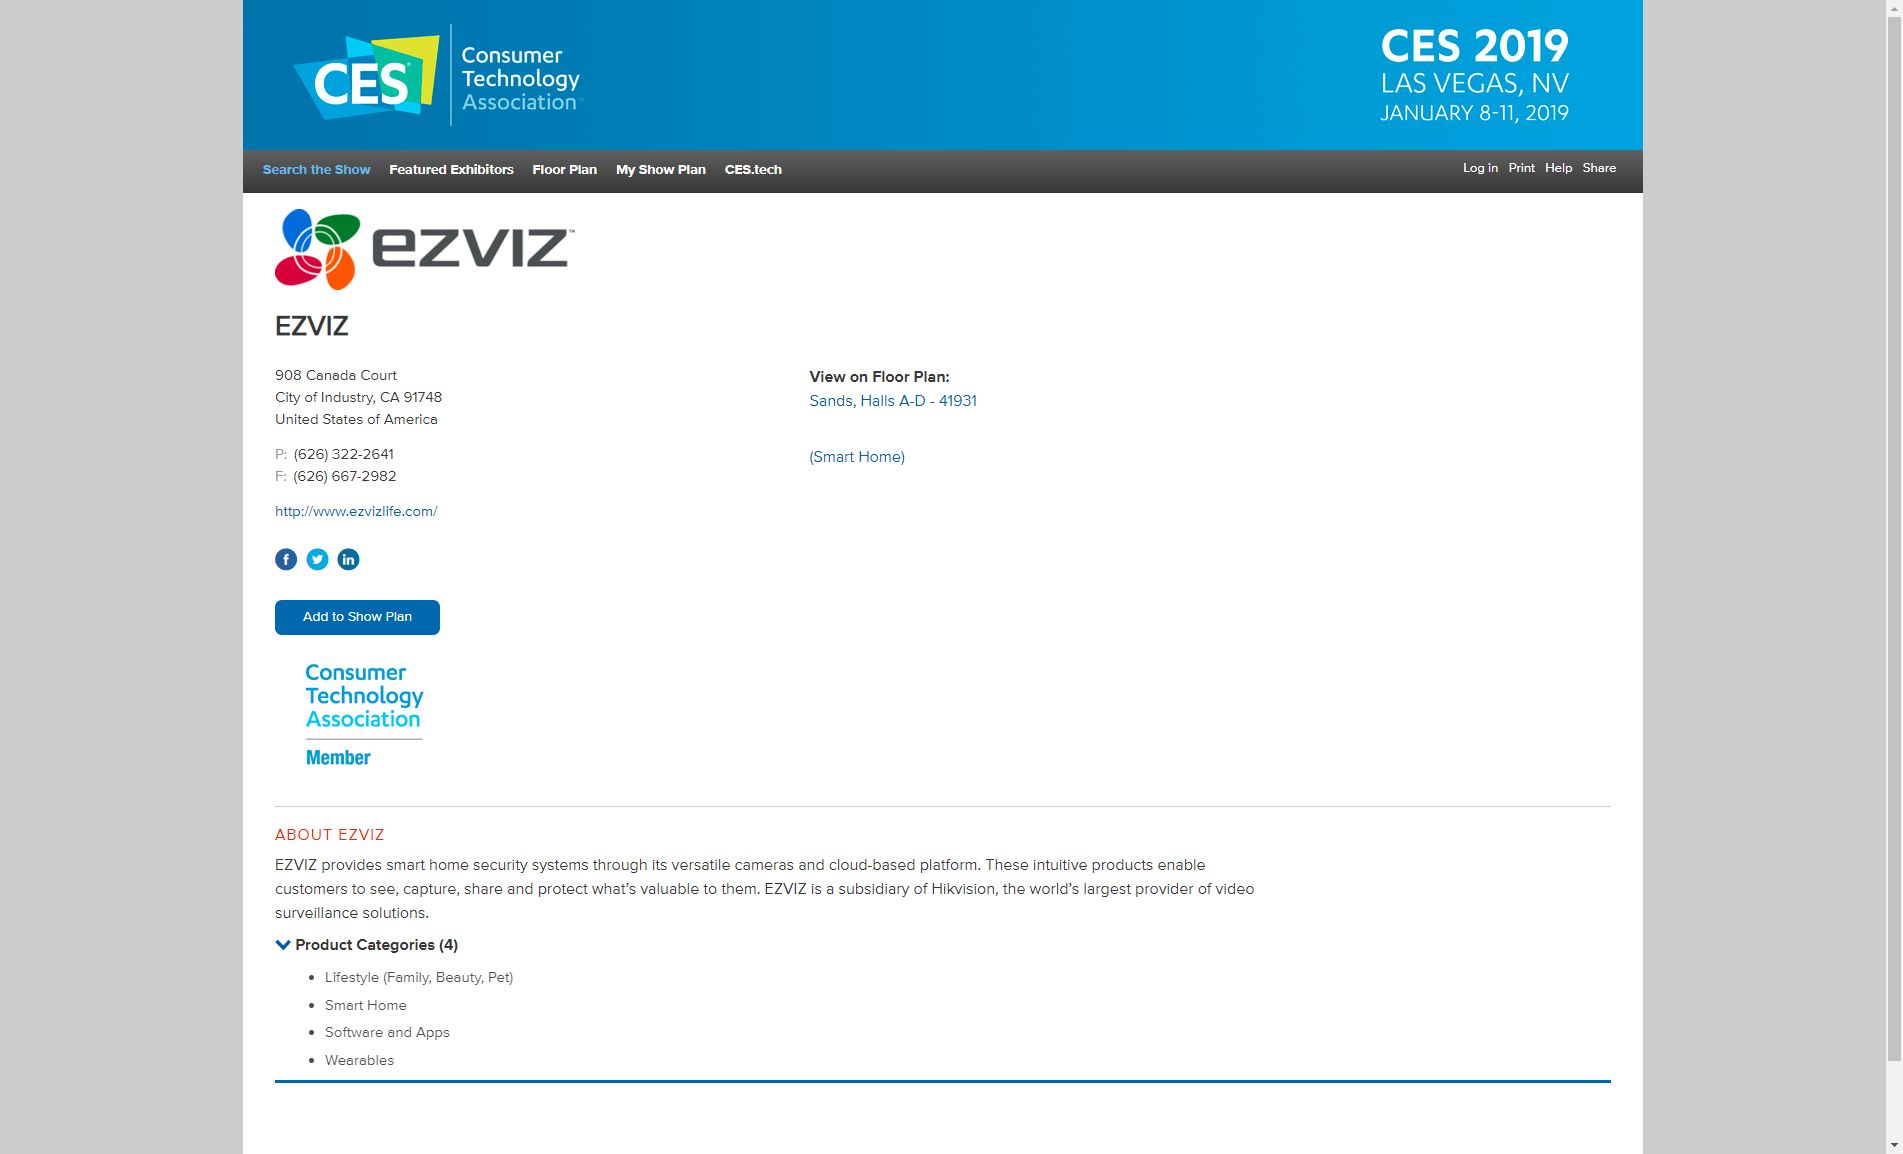 CES
Consumer
Technology
Association
CES 2019
LAS VEGAS, NV
JANUARY 8-11, 2019
Search the Show Featured Exhibitors Floor Plan My Show Plan CES.tech
Log in Print Help Share
ezviz™
EZVIZ
908 Canada Court
City of Industry, CA 91748
United States of America
P: (626) 322-2641
F: (626) 667-2982
http://www.ezvizlife.com/
View on Floor Plan:
Sands, Halls A-D - 41931
(Smart Home)
Add to Show Plan
Consumer
Technology
Association
Member
ABOUT EZVIZ
EZVIZ provides smart home security systems through its versatile cameras and cloud-based platform. These intuitive products enable
customers to see, capture, share and protect what's valuable to them. EZVIZ is a subsidiary of Hikvision, the world's largest provider of video
surveillance solutions.
Product Categories (4)
• Lifestyle (Family, Beauty, Pet)
• Smart Home
• Software and Apps
• Wearables